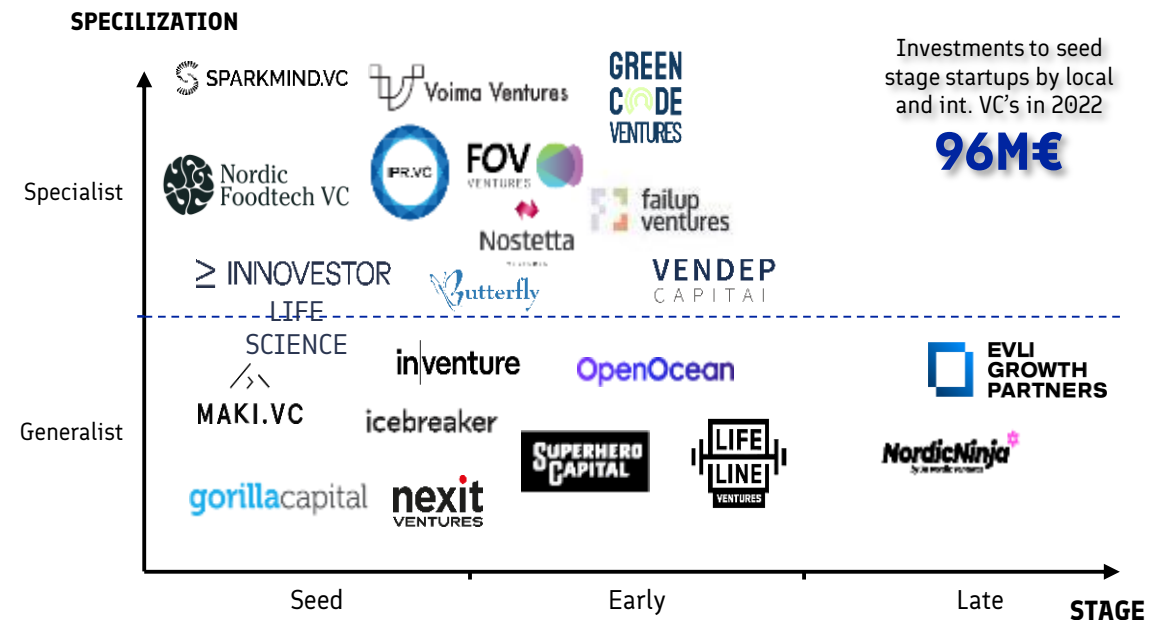 SPECILIZATION
Investments to seed
stage startups by local
and int. VC's in 2022
96M€
SPARKMIND.VC
Voima Ventures
GREEN
CODE
VENTURES
Specialist
Nordic
Foodtech VC
IPR.VC
FOV
VENTURES
failup
ventures
Nostetta
INNOVESTOR
LIFE
SCIENCE
Butterfly
VENDEP
CAPITAL
Generalist
MAKI.VC
in|venture
OpenOcean
EVLI
GROWTH
PARTNERS
icebreaker
SUPERHERO
CAPITAL
LIFE
LINE
VENTURES
NordicNinja
gorillacapital
nexit
VENTURES
Seed
Early
Late
STAGE